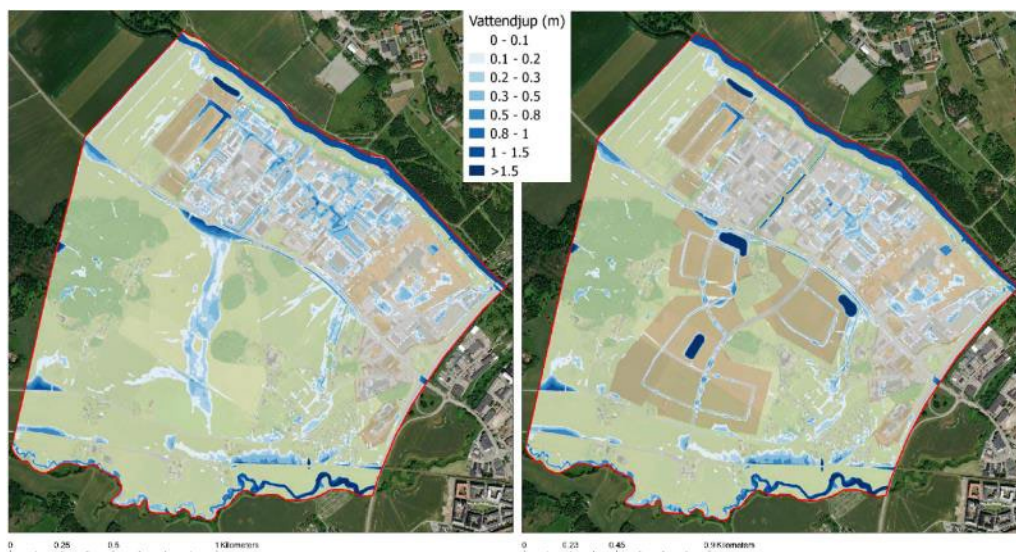 Vattendjup (m)
0 - 0.1
0.1 - 0.2
0.2 - 0.3
0.3 - 0.5
0.5 - 0.8
0.8 - 1
1 - 1.5
>1.5
0 0.25 0.5 1 Kilometers
0 0.23 0.45 0.9 Kilometers